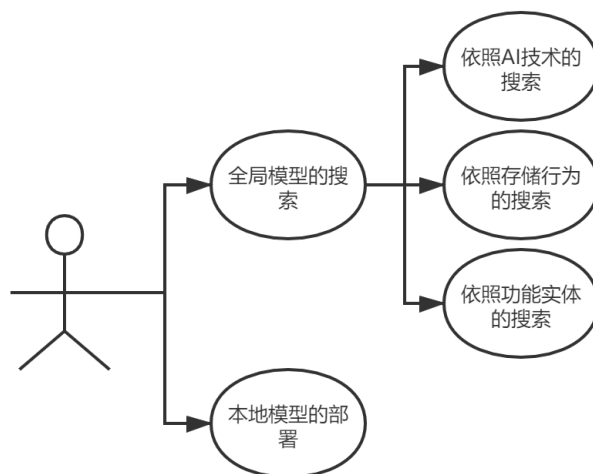 依照AI技术的
搜索
全局模型的搜
索
依照存储行为
的搜索
依照功能实体
的搜索
本地模型的部
署